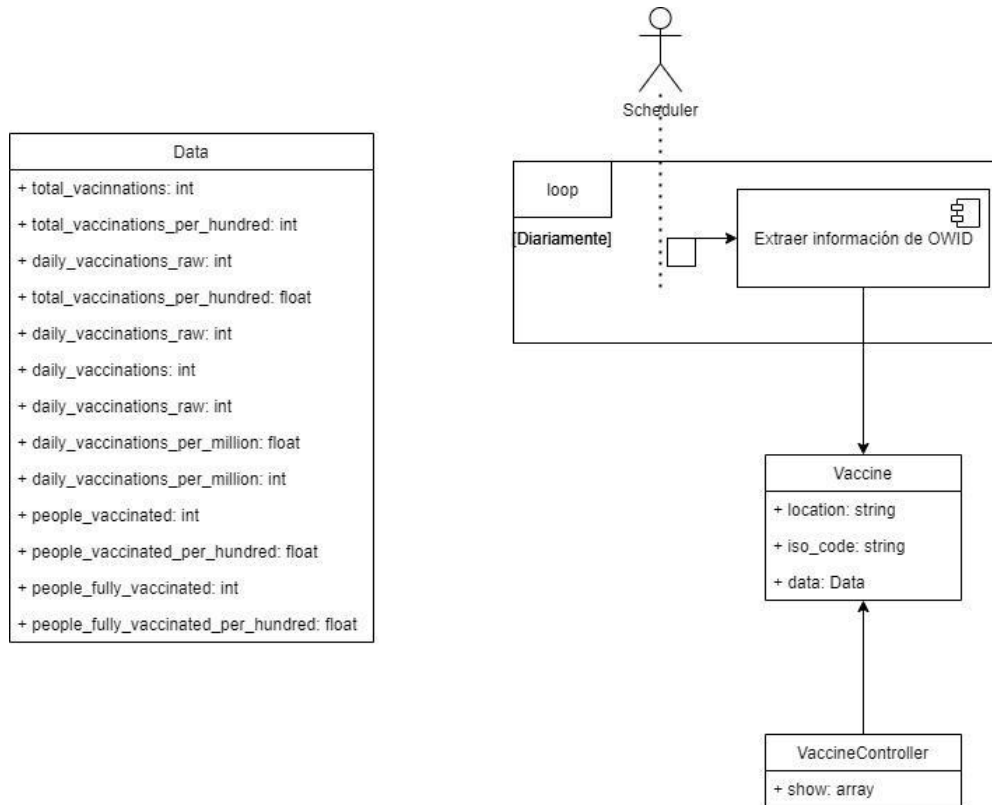 Scheduler
Data
+ total_vacinnations: int
+ total_vaccinations_per_hundred: int
+ daily_vaccinations_raw: int
+ total_vaccinations_per_hundred: float
+ daily_vaccinations_raw: int
+ daily_vaccinations: int
+ daily_vaccinations_raw: int
+ daily_vaccinations_per_million: float
+ daily_vaccinations_per_million: int
+ people_vaccinated: int
+ people_vaccinated_per_hundred: float
+ people_fully_vaccinated: int
+ people_fully_vaccinated_per_hundred: float
loop
[Diariamente]
Extraer información de OWID
Vaccine
+ location: string
+ iso_code: string
+ data: Data
VaccineController
+ show: array